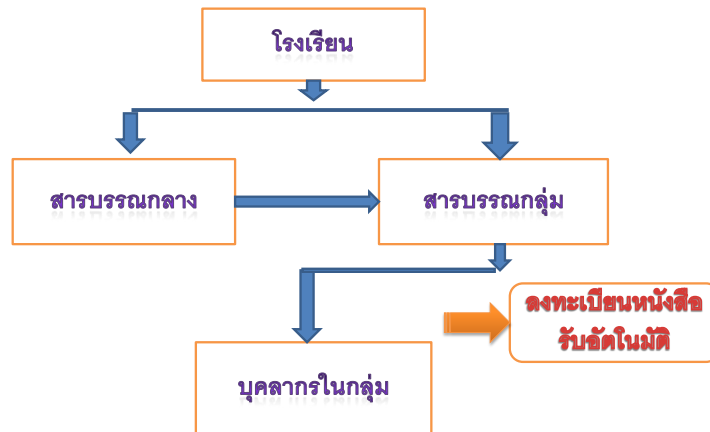 โรงเรียน
สารบรรณกลาง
สารบรรณกลุ่ม
ลงทะเบียนหนังสือ
รับอัตโนมัติ
บุคลากรในกลุ่ม